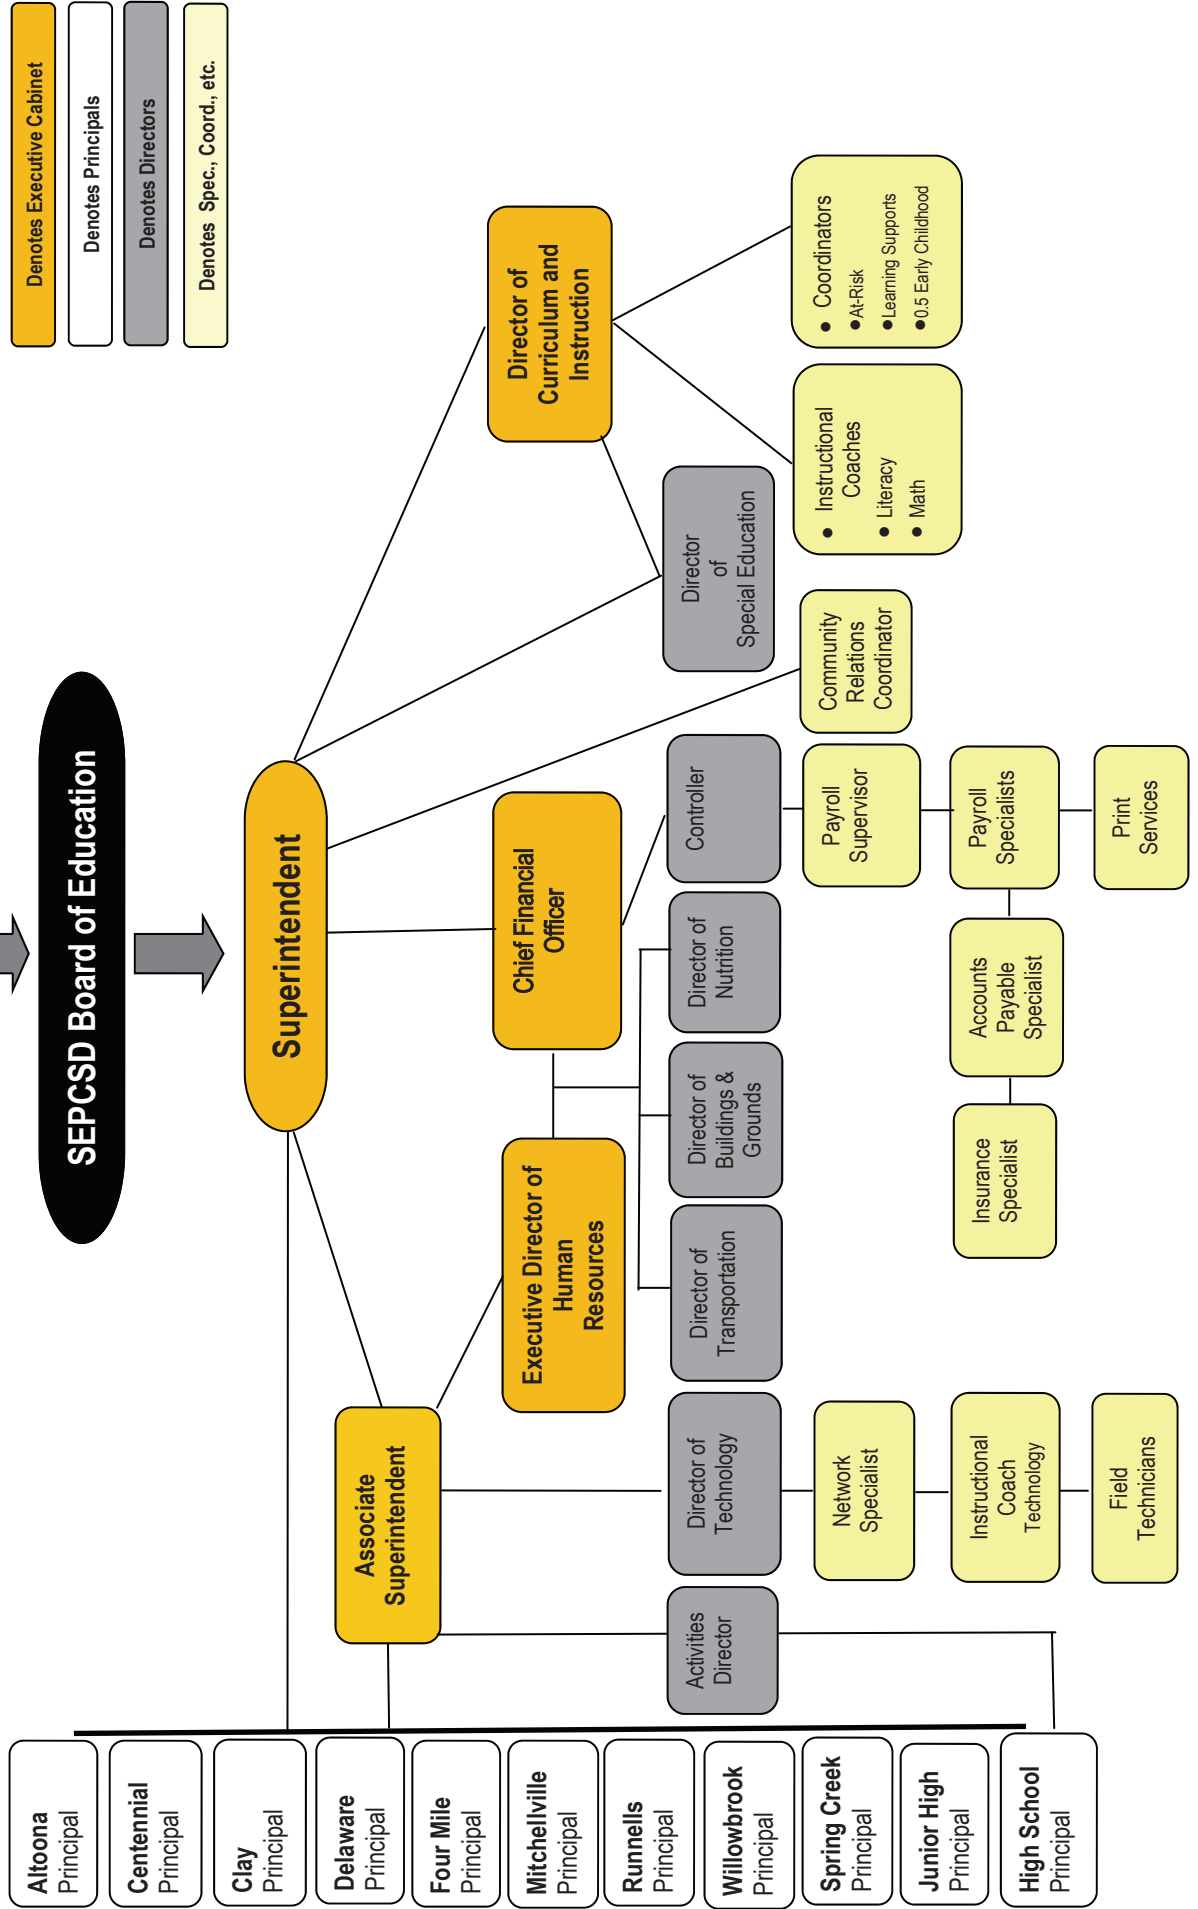 SEPCSD Board of Education
Denotes Executive Cabinet
Denotes Principals
Denotes Directors
Denotes Spec., Coord., etc.
Superintendent
Associate
Superintendent
Executive Director of
Human
Resources
Chief Financial
Officer
Director of
Curriculum and
Instruction
Activities
Director
Director of
Technology
Director of
Transportation
Director of
Buildings &
Grounds
Director of
Nutrition
Controller
Director
of
Special Education
Network
Specialist
Payroll
Supervisor
Community
Relations
Coordinator
● Instructional
Coaches
● Literacy
● Math
● Coordinators
● At-Risk
● Learning Supports
● 0.5 Early Childhood
Instructional
Coach
Technology
Insurance
Specialist
Accounts
Payable
Specialist
Payroll
Specialists
Field
Technicians
Print
Services
Altoona
Principal
Centennial
Principal
Clay
Principal
Delaware
Principal
Four Mile
Principal
Mitchellville
Principal
Runnells
Principal
Willowbrook
Principal
Spring Creek
Principal
Junior High
Principal
High School
Principal